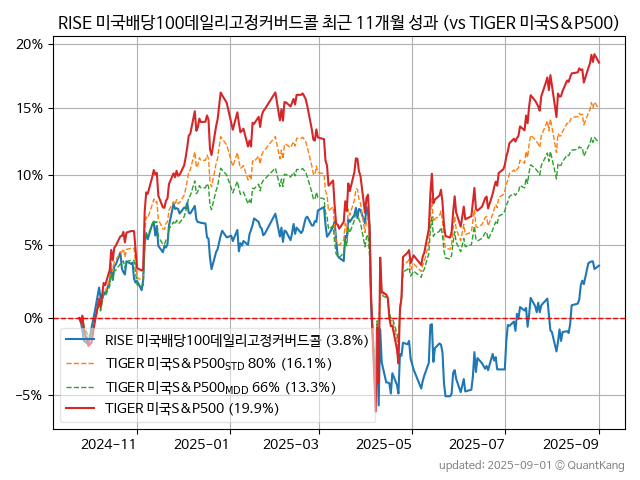 RISE 미국배당100데일리고정커버드콜 최근 11개월 성과 (vs TIGER 미국S&P500)
20%
15%
10%
5%
0%
−5%
RISE 미국배당100데일리고정커버드콜 (3.8%)
TIGER 미국S&P500STD 80% (16.1%)
TIGER 미국S&P500MDD 66% (13.3%)
TIGER 미국S&P500 (19.9%)
2024-11
2025-01
2025-03
2025-05
2025-07
2025-09
updated: 2025-09-01 © QuantKang